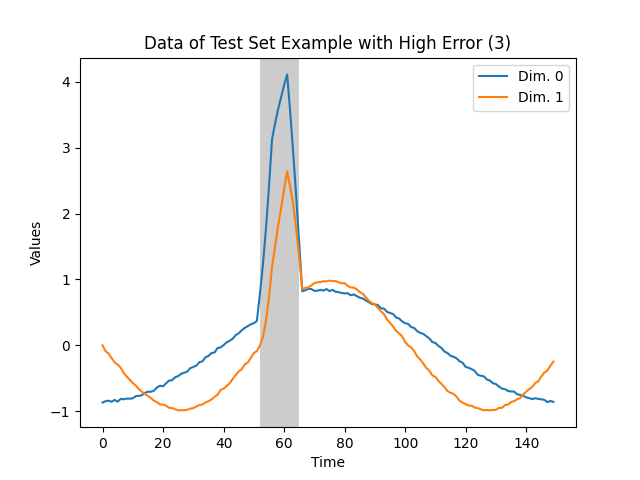 Data of Test Set Example with High Error (3)
Dim. 0
Dim. 1
4
3
2
1
0
−1
Values
0 20 40 60 80 100 120 140
Time